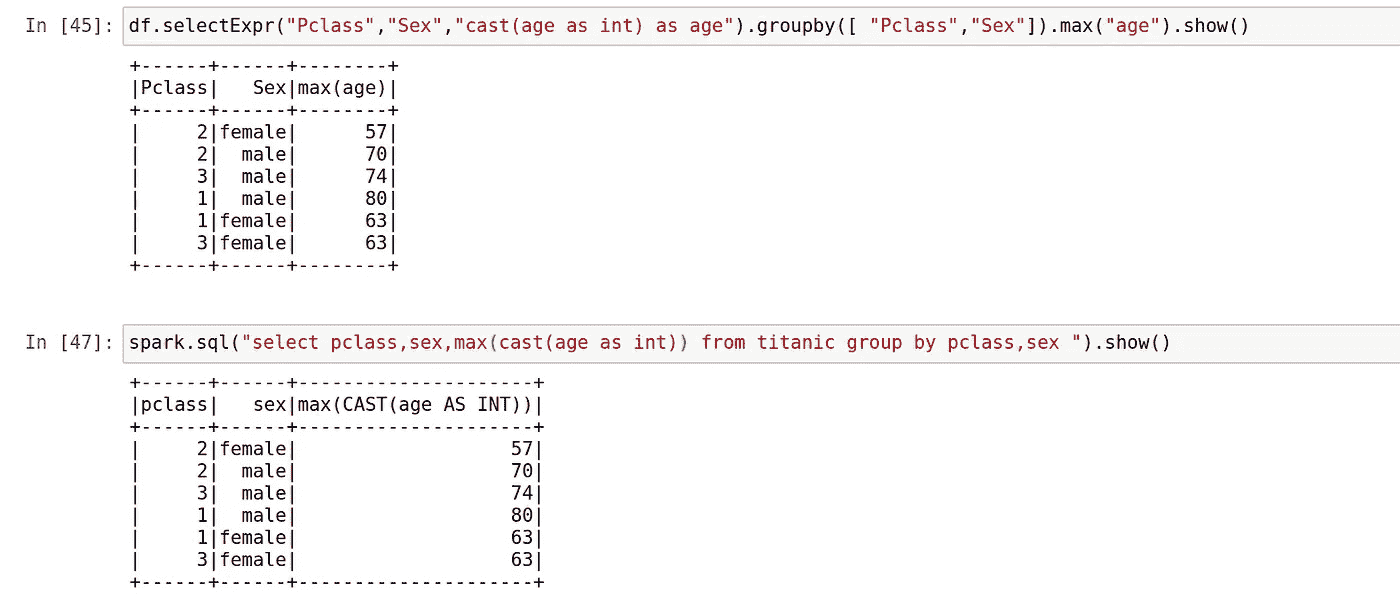 In [45]: df.selectExpr("Pclass","Sex","cast(age as int) as age").groupby([ "Pclass","Sex"]).max("age").show()
+------+------+--------+
|Pclass|   Sex|max(age)|
+------+------+--------+
|     2|female|      57|
|     2|  male|      70|
|     3|  male|      74|
|     1|  male|      80|
|     1|female|      63|
|     3|female|      63|
+------+------+--------+
In [47]: spark.sql("select pclass,sex,max(cast(age as int)) from titanic group by pclass,sex ").show()
+------+------+---------------------+
|pclass|   sex|max(CAST(age AS INT))|
+------+------+---------------------+
|     2|female|                   57|
|     2|  male|                   70|
|     3|  male|                   74|
|     1|  male|                   80|
|     1|female|                   63|
|     3|female|                   63|
+------+------+---------------------+